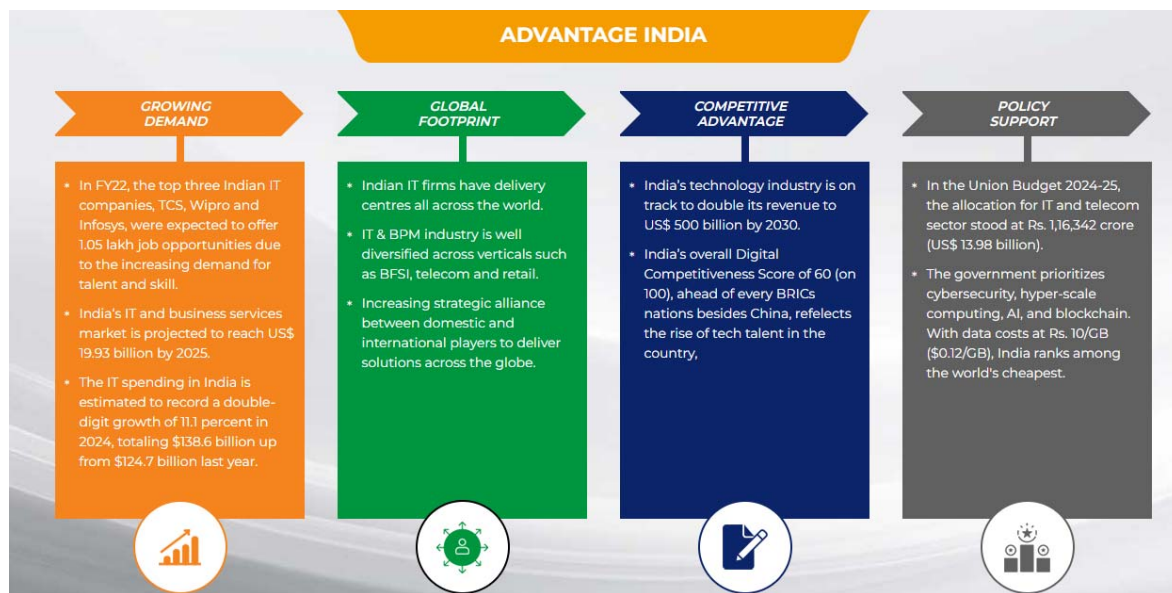 ADVANTAGE INDIA
GROWING
DEMAND
* In FY22, the top three Indian IT
companies, TCS, Wipro and
Infosys, were expected to offer
1.05 lakh job opportunities due
to the increasing demand for
talent and skill.
* India's IT and business services
market is projected to reach US$
19.93 billion by 2025.
* The IT spending in India is
estimated to record a double-
digit growth of 11.1 percent in
2024, totaling $138.6 billion up
from $124.7 billion last year.
GLOBAL
FOOTPRINT
* Indian IT firms have delivery
centres all across the world.
* IT & BPM industry is well
diversified across verticals such
as BFSI, telecom and retail.
* Increasing strategic alliance
between domestic and
international players to deliver
solutions across the globe.
COMPETITIVE
ADVANTAGE
* India's technology industry is on
track to double its revenue to
US$ 500 billion by 2030.
* India's overall Digital
Competitiveness Score of 60 (on
100), ahead of every BRICs
nations besides China, refelects
the rise of tech talent in the
country,
POLICY
SUPPORT
* In the Union Budget 2024-25,
the allocation for IT and telecom
sector stood at Rs. 1,16,342 crore
(US$ 13.98 billion).
* The government prioritizes
cybersecurity, hyper-scale
computing, AI, and blockchain.
With data costs at Rs. 10/GB
($0.12/GB), India ranks among
the world's cheapest.